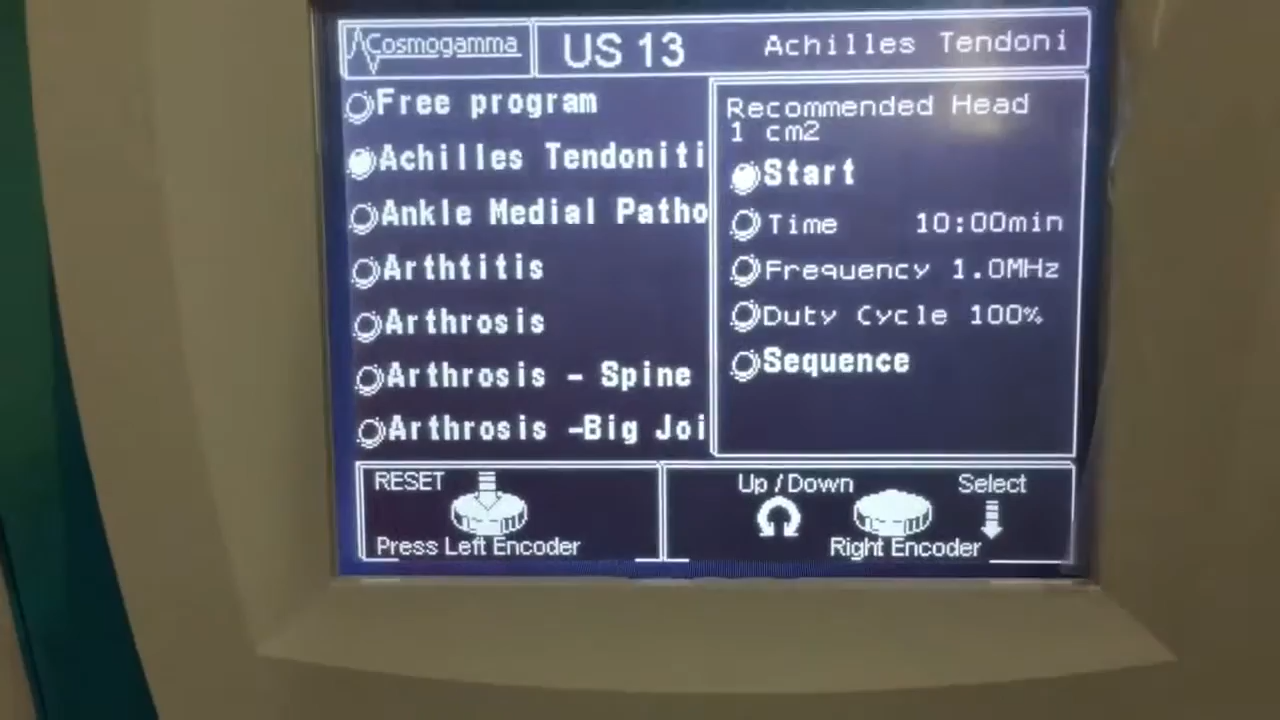 Cosmogamma
US 13
Achilles Tendoni
Free program
Achilles Tendoniti
Ankle Medial Patho
Arthtitis
Arthrosis
Arthrosis - Spine
Arthrosis -Big Joi
Recommended Head
1 cm2
Start
Time 10:00min
Frequency 1.0MHz
Duty Cycle 100%
Sequence
RESET
Press Left Encoder
Up / Down
Select
Right Encoder